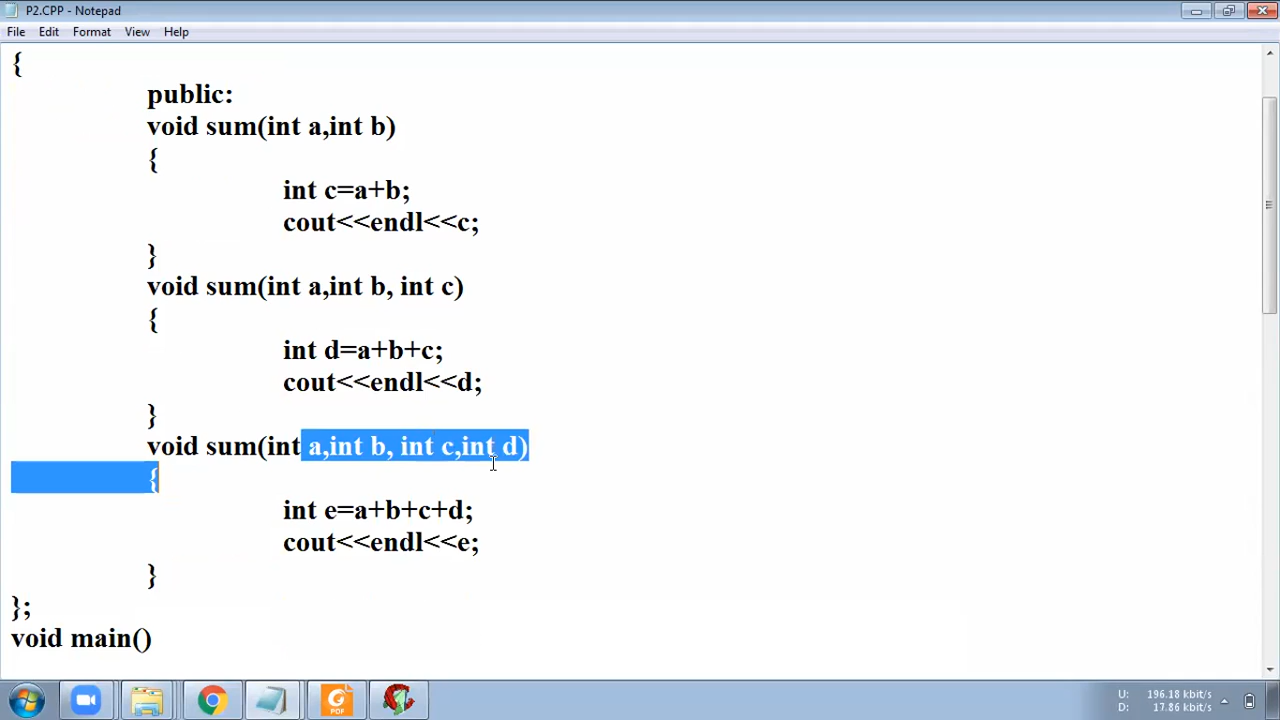 P2.CPP - Notepad
File Edit Format View Help
{
public:
void sum(int a,int b)
{
int c=a+b;
cout<<endl<<c;
}
void sum(int a,int b, int c)
{
int d=a+b+c;
cout<<endl<<d;
}
void sum(int a,int b, int c,int d)
{
int e=a+b+c+d;
cout<<endl<<e;
}
};
void main()
U: 196.18 kbit/s
D: 17.86 kbit/s